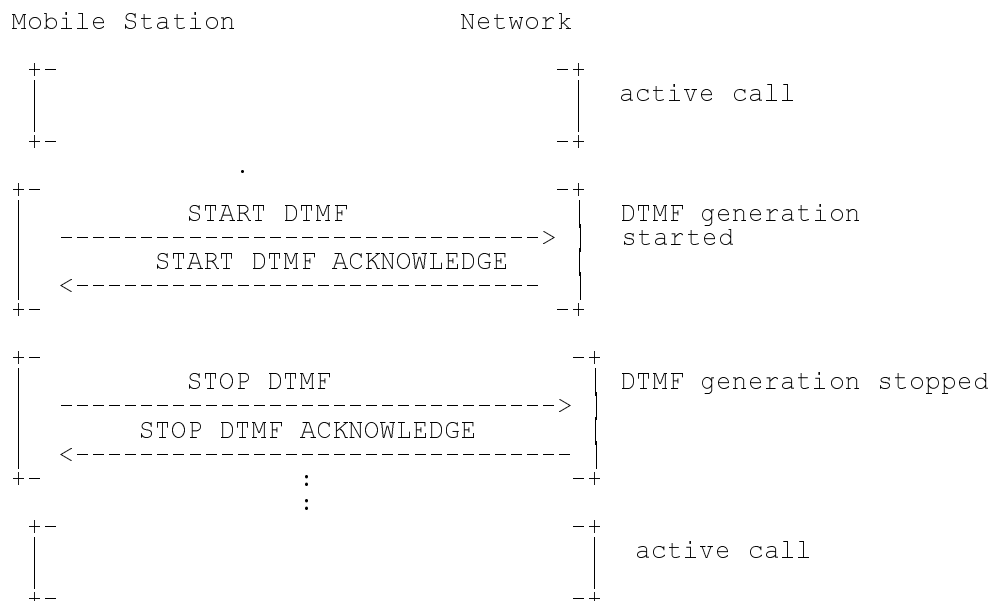 Mobile Station Network
active call
START DTMF DTMF generation
started
START DTMF ACKNOWLEDGE
STOP DTMF DTMF generation stopped
STOP DTMF ACKNOWLEDGE
active call